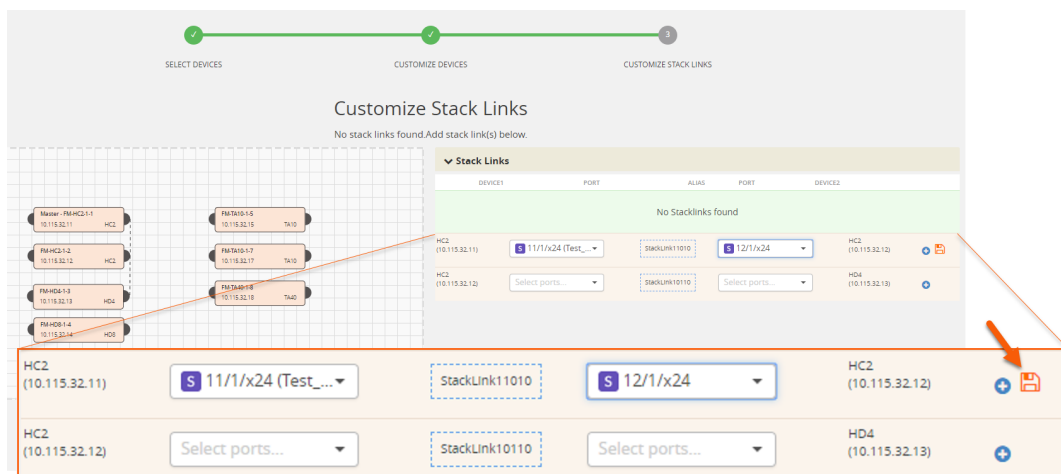 ✓
✓
3
SELECT DEVICES
CUSTOMIZE DEVICES
CUSTOMIZE STACK LINKS
Customize Stack Links
No stack links found.Add stack link(s) below.
Stack Links
DEVICE1 PORT ALIAS PORT DEVICE2
No Stacklinks found
HC2
(10.115.32.11)
S 11/1/x24 (Test_...
StackLink11010
S 12/1/x24
HC2
(10.115.32.12)
HC2
(10.115.32.12)
Select ports...
StackLink10110
Select ports...
HD4
(10.115.32.13)
Master - FM-HC2-1-1
10.115.32.11 HC2
FM-HC2-1-2
10.115.32.12 HC2
FM-HD4-1-3
10.115.32.13 HD4
FM-HD8-1-4
10.115.32.14 HD8
FM-TA10-1-5
10.115.32.15 TA10
FM-TA10-1-7
10.115.32.17 TA10
FM-TA40-1-8
10.115.32.18 TA40
HC2
(10.115.32.11)
S 11/1/x24 (Test_...
StackLink11010
S 12/1/x24
HC2
(10.115.32.12)
HC2
(10.115.32.12)
Select ports...
StackLink10110
Select ports...
HD4
(10.115.32.13)